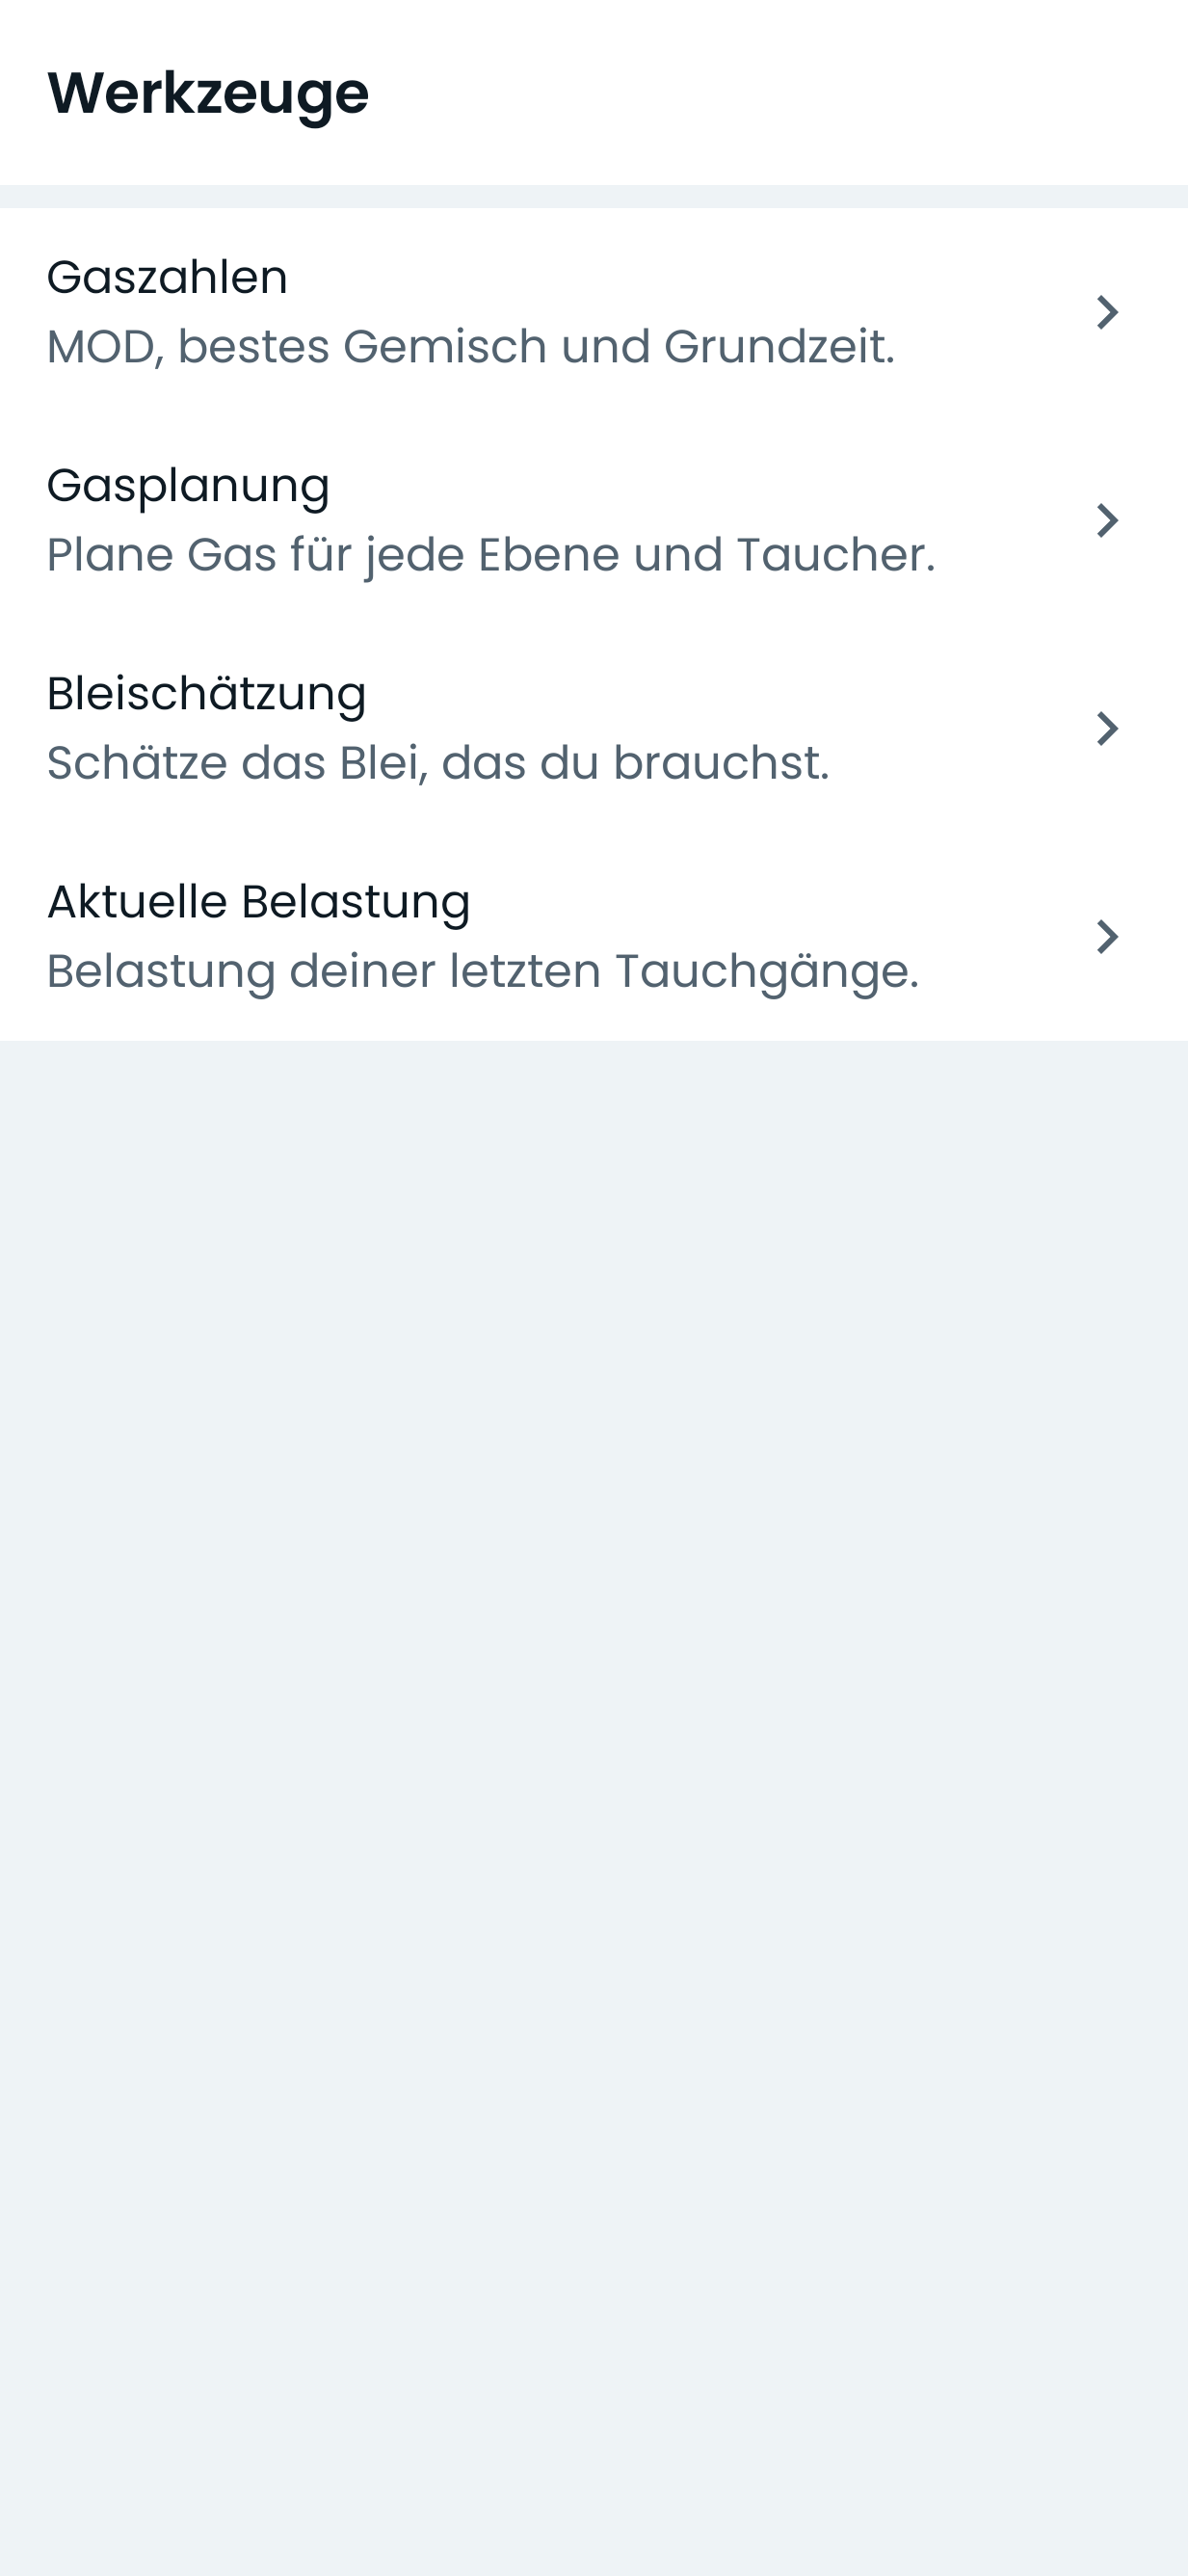 Werkzeuge
Gaszahlen
MOD, bestes Gemisch und Grundzeit.
Gasplanung
Plane Gas für jede Ebene und Taucher.
Bleischätzung
Schätze das Blei, das du brauchst.
Aktuelle Belastung
Belastung deiner letzten Tauchgänge.